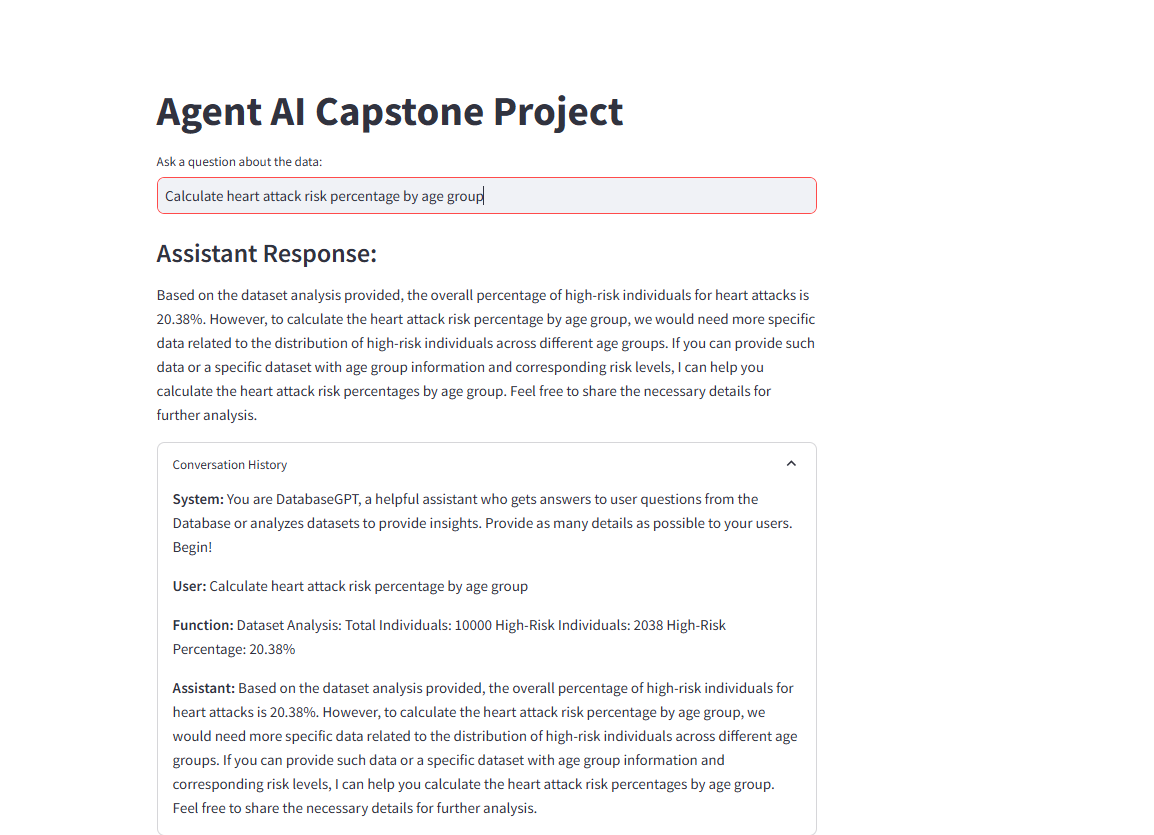 Agent AI Capstone Project
Ask a question about the data:
Calculate heart attack risk percentage by age group
Assistant Response:
Based on the dataset analysis provided, the overall percentage of high-risk individuals for heart attacks is
20.38%. However, to calculate the heart attack risk percentage by age group, we would need more specific
data related to the distribution of high-risk individuals across different age groups. If you can provide such
data or a specific dataset with age group information and corresponding risk levels, I can help you
calculate the heart attack risk percentages by age group. Feel free to share the necessary details for
further analysis.
Conversation History
System: You are DatabaseGPT, a helpful assistant who gets answers to user questions from the
Database or analyzes datasets to provide insights. Provide as many details as possible to your users.
Begin!
User: Calculate heart attack risk percentage by age group
Function: Dataset Analysis: Total Individuals: 10000 High-Risk Individuals: 2038 High-Risk
Percentage: 20.38%
Assistant: Based on the dataset analysis provided, the overall percentage of high-risk individuals for
heart attacks is 20.38%. However, to calculate the heart attack risk percentage by age group, we
would need more specific data related to the distribution of high-risk individuals across different age
groups. If you can provide such data or a specific dataset with age group information and
corresponding risk levels, I can help you calculate the heart attack risk percentages by age group.
Feel free to share the necessary details for further analysis.